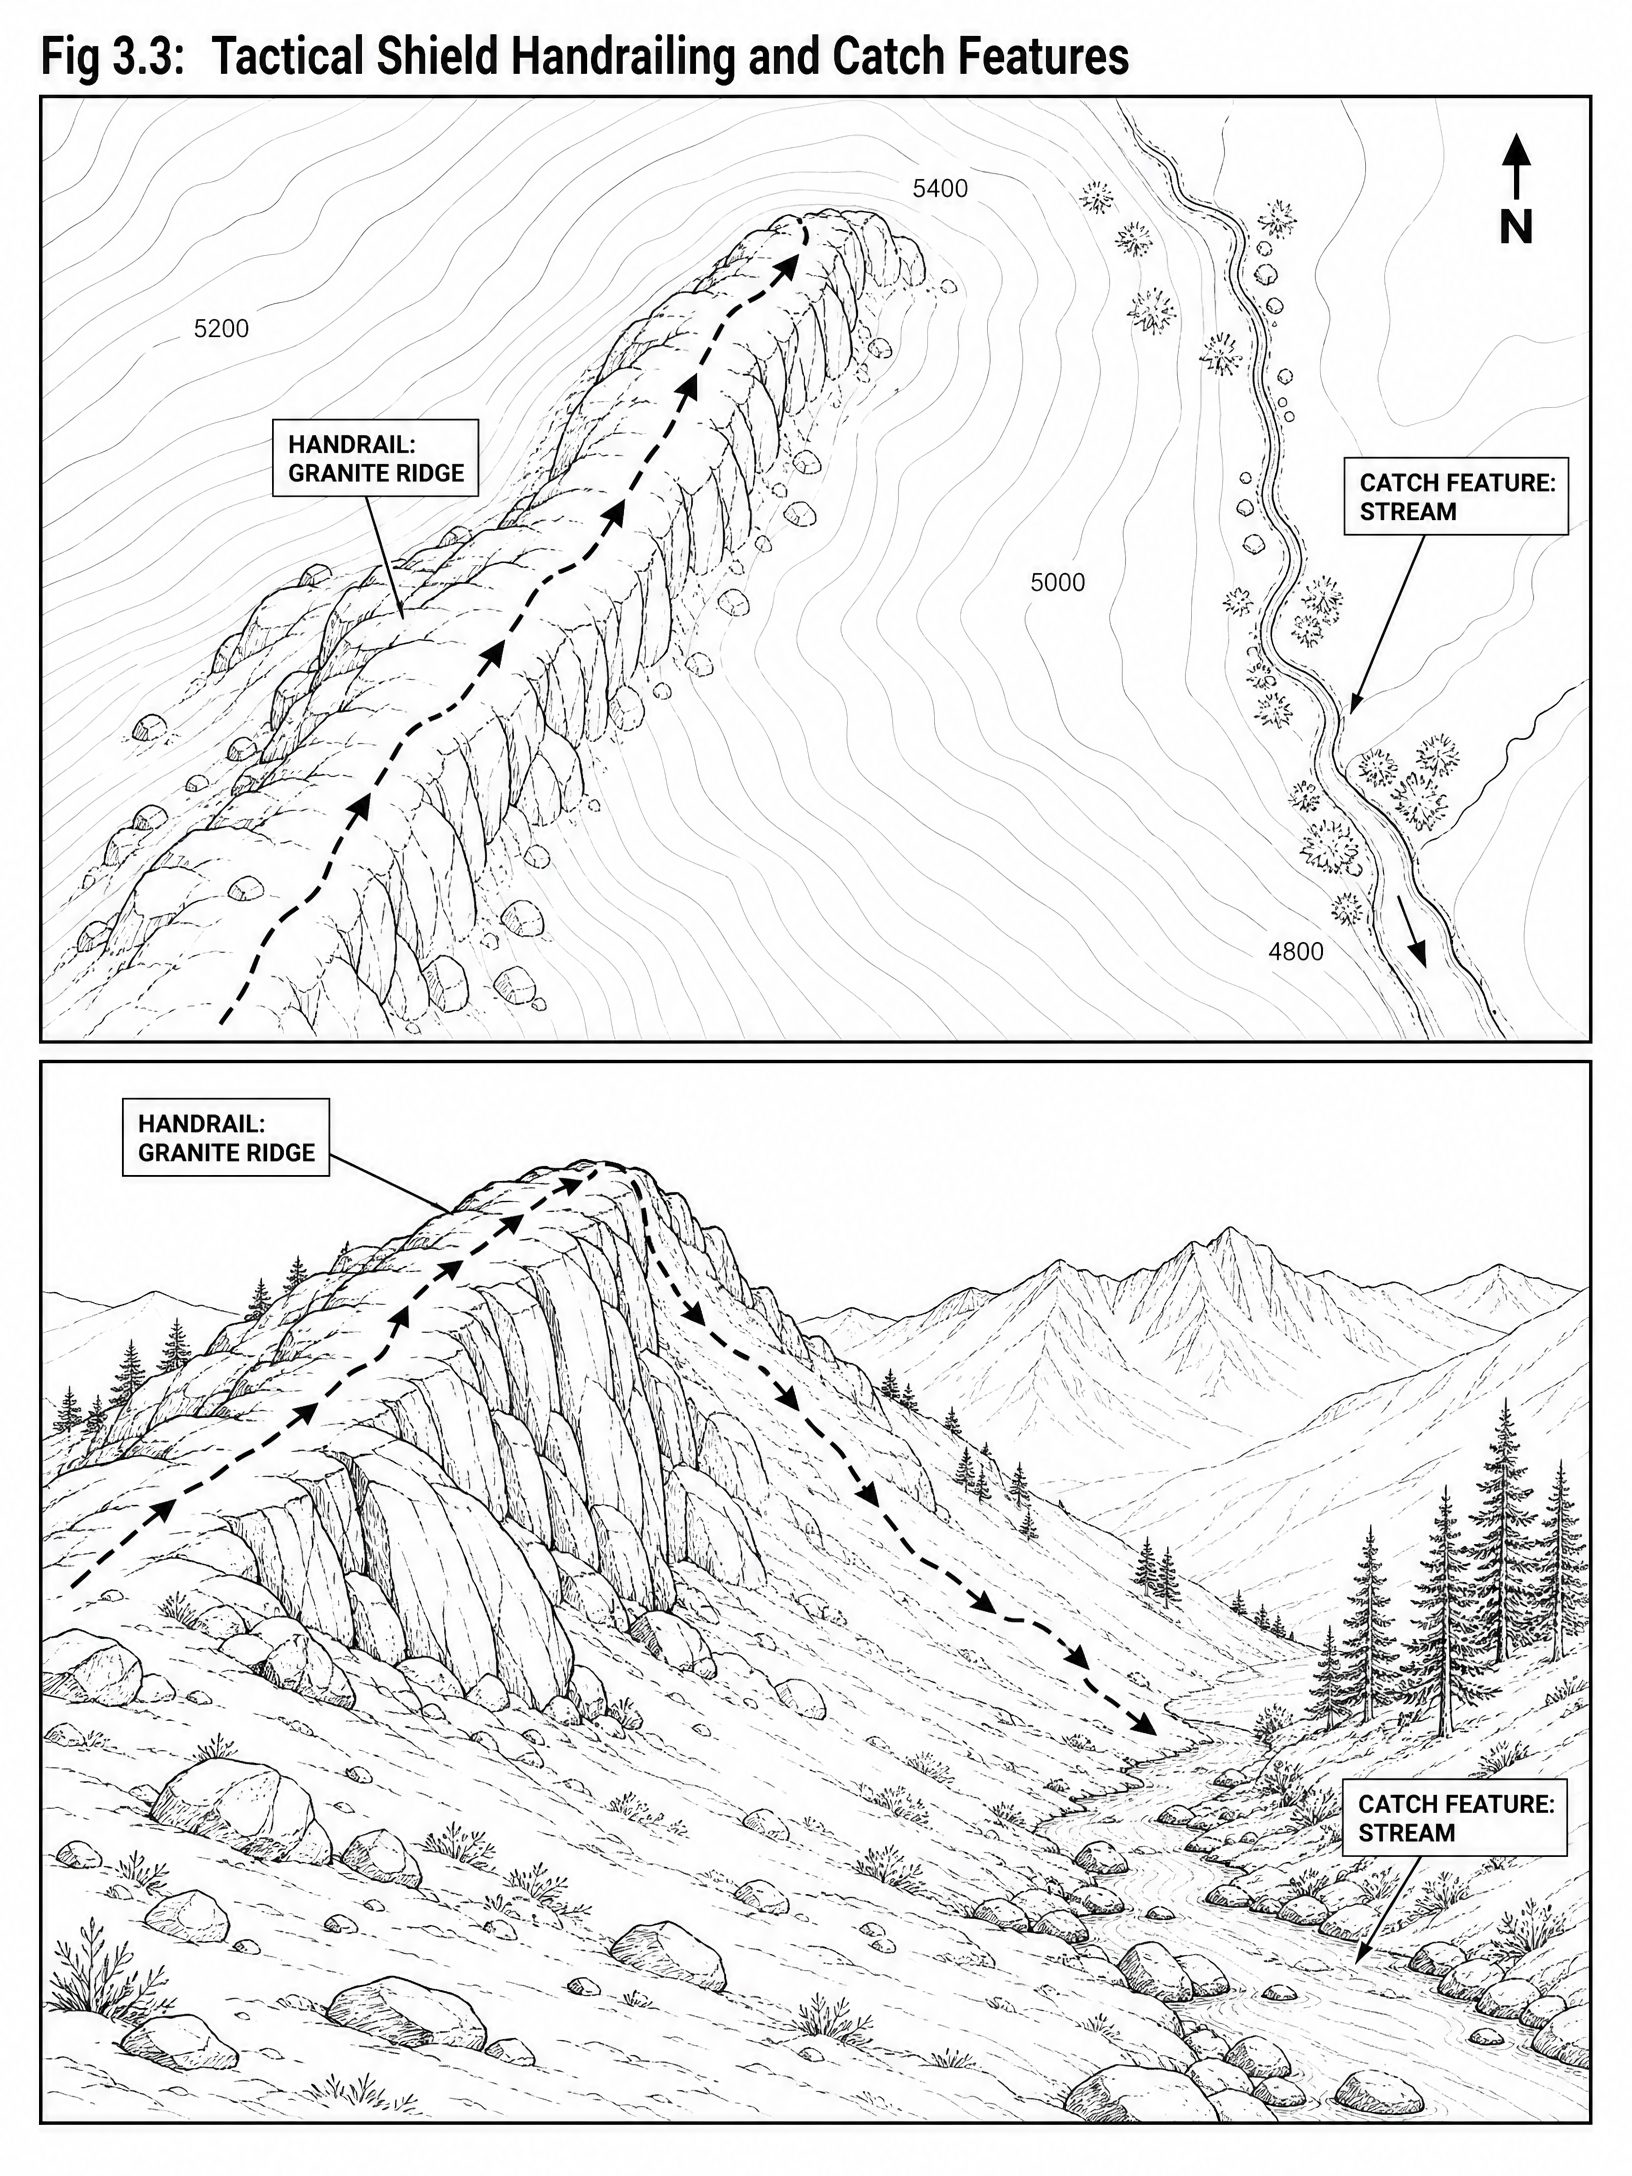 Fig 3.3: Tactical Shield Handrailing and Catch Features
5400
N
5200
HANDRAIL:
GRANITE RIDGE
CATCH FEATURE:
STREAM
5000
4800
HANDRAIL:
GRANITE RIDGE
CATCH FEATURE:
STREAM